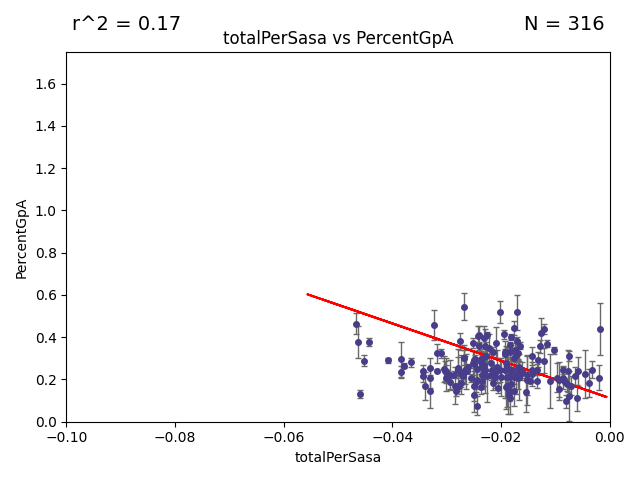 r^2 = 0.17
N = 316
totalPerSasa vs PercentGpA
PercentGpA
1.6
1.4
1.2
1.0
0.8
0.6
0.4
0.2
0.0
−0.10 −0.08 −0.06 −0.04 −0.02 0.00
totalPerSasa